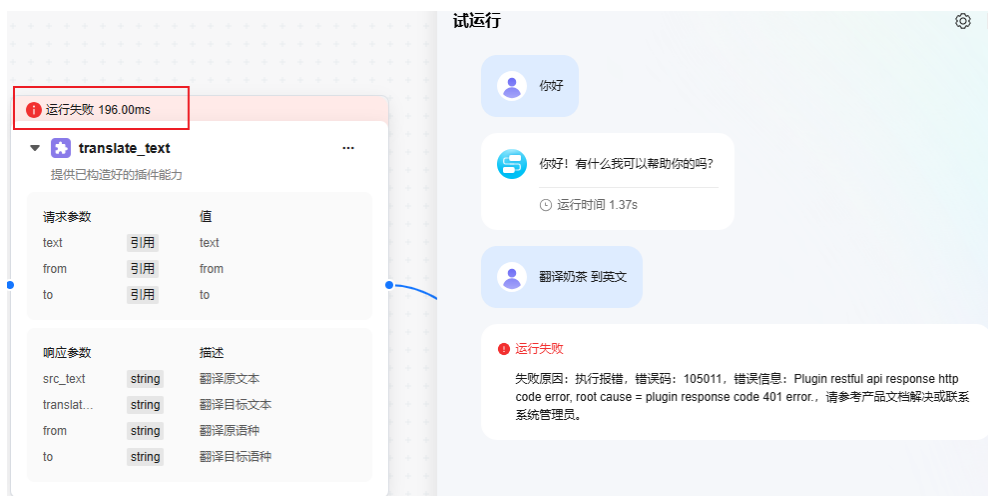 运行失败 196.00ms
translate_text
...
提供已构造好的插件能力
请求参数 值
text 引用 text
from 引用 from
to 引用 to
响应参数 描述
src_text string 翻译原文本
translat... string 翻译目标文本
from string 翻译原语种
to string 翻译目标语种
试运行
你好
你好！有什么我可以帮助你的吗?
运行时间 1.37s
翻译奶茶 到英文
运行失败
失败原因：执行报错，错误码：105011，错误信息：Plugin restful api response http
code error, root cause = plugin response code 401 error.，请参考产品文档解决或联系
系统管理员。